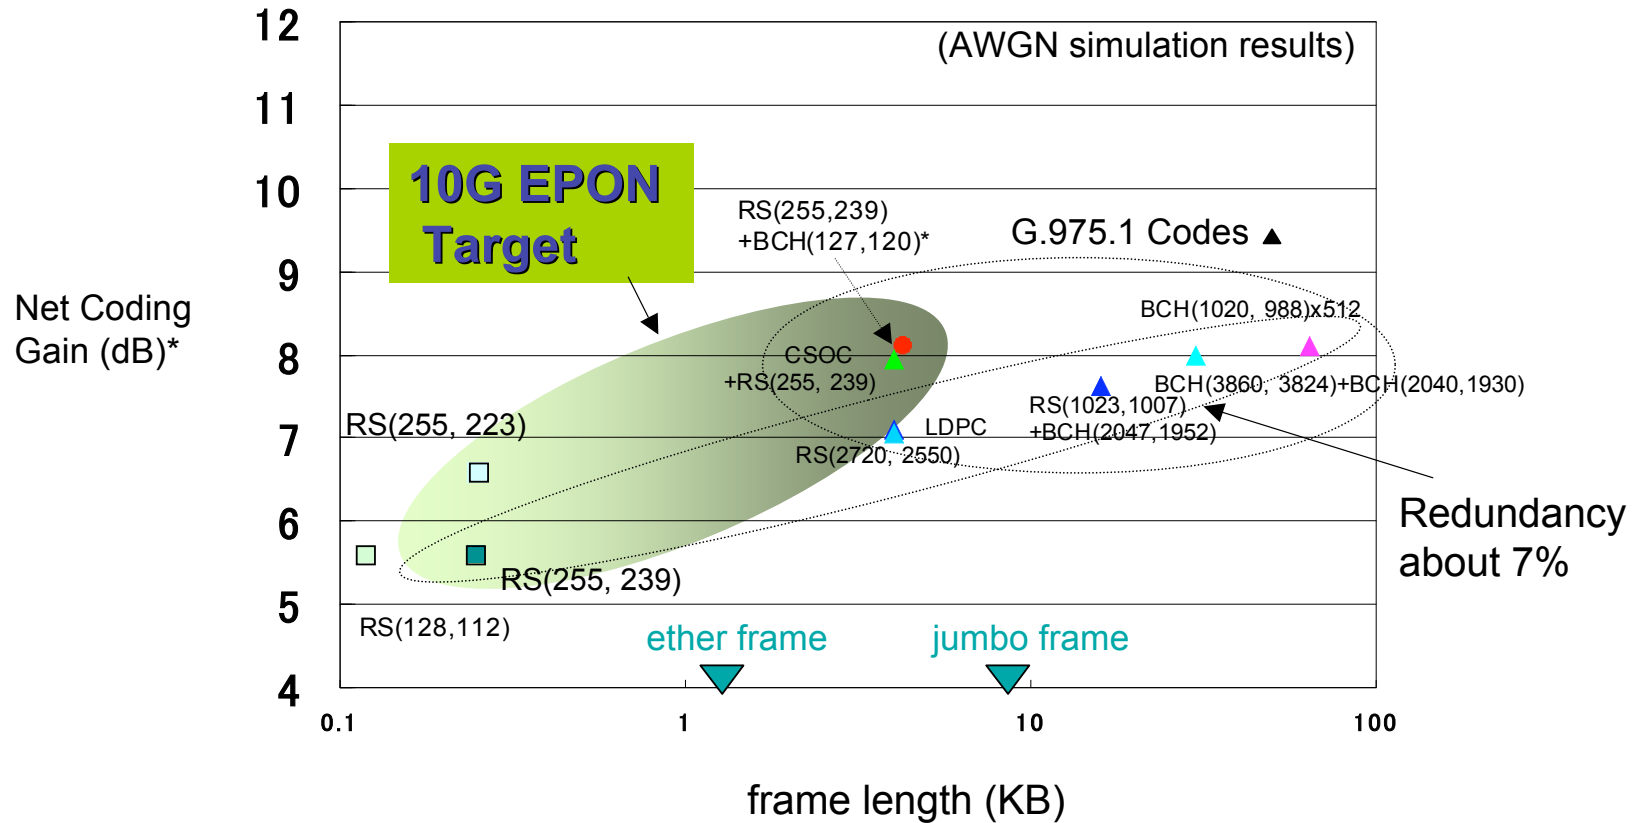 12
(AWGN simulation results)
11
10G EPON
Target
10
RS(255,239)
+BCH(127,120)*
G.975.1 Codes
9
Net Coding
Gain (dB)*
BCH(1020, 988)x512
8
CSOC
+RS(255, 239)
BCH(3860, 3824)+BCH(2040,1930)
RS(1023,1007)
+BCH(2047,1952)
RS(255, 223)
7
LDPC
RS(2720, 2550)
6
Redundancy
about 7%
RS(255, 239)
5
RS(128,112)
ether frame
jumbo frame
4
0.1
1
10
100
frame length (KB)